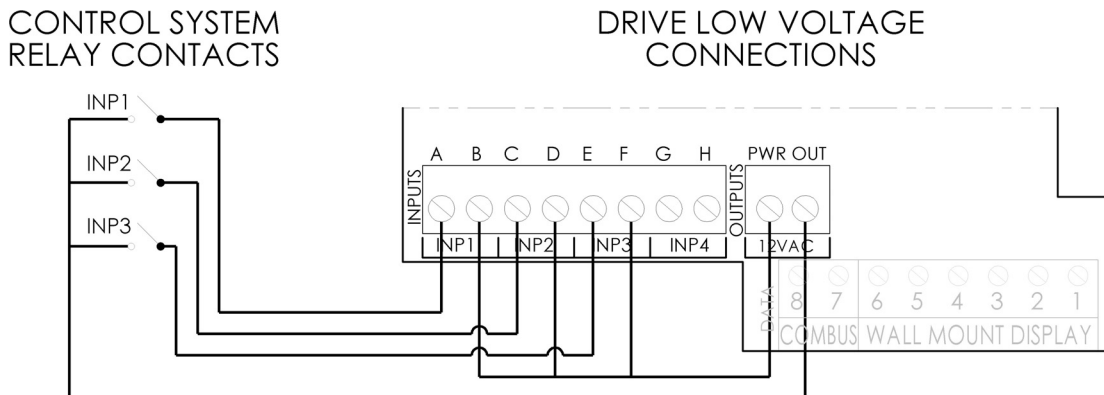 CONTROL SYSTEM
RELAY CONTACTS
DRIVE LOW VOLTAGE
CONNECTIONS
INP1
INP2
INP3
A B C D E F G H
PWR OUT
INPUTS
OUTPUTS
INP1 INP2 INP3 INP4
12VAC
DATA
8 7 6 5 4 3 2 1
COMBUS WALL MOUNT DISPLAY